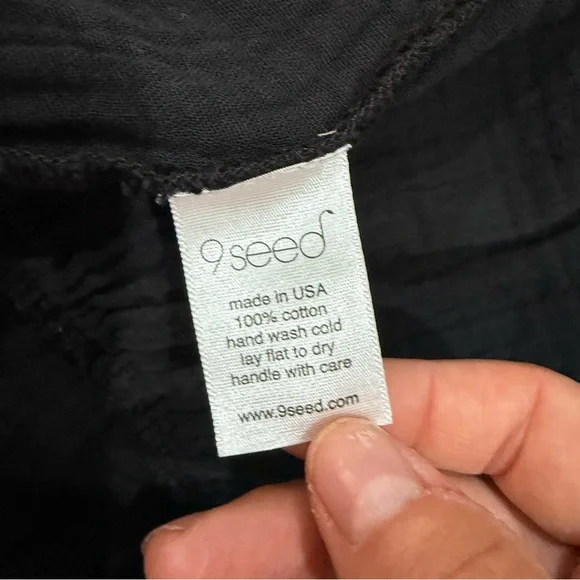 9seed
made in USA
100% cotton
hand wash cold
lay flat to dry
handle with care
www.9seed.com